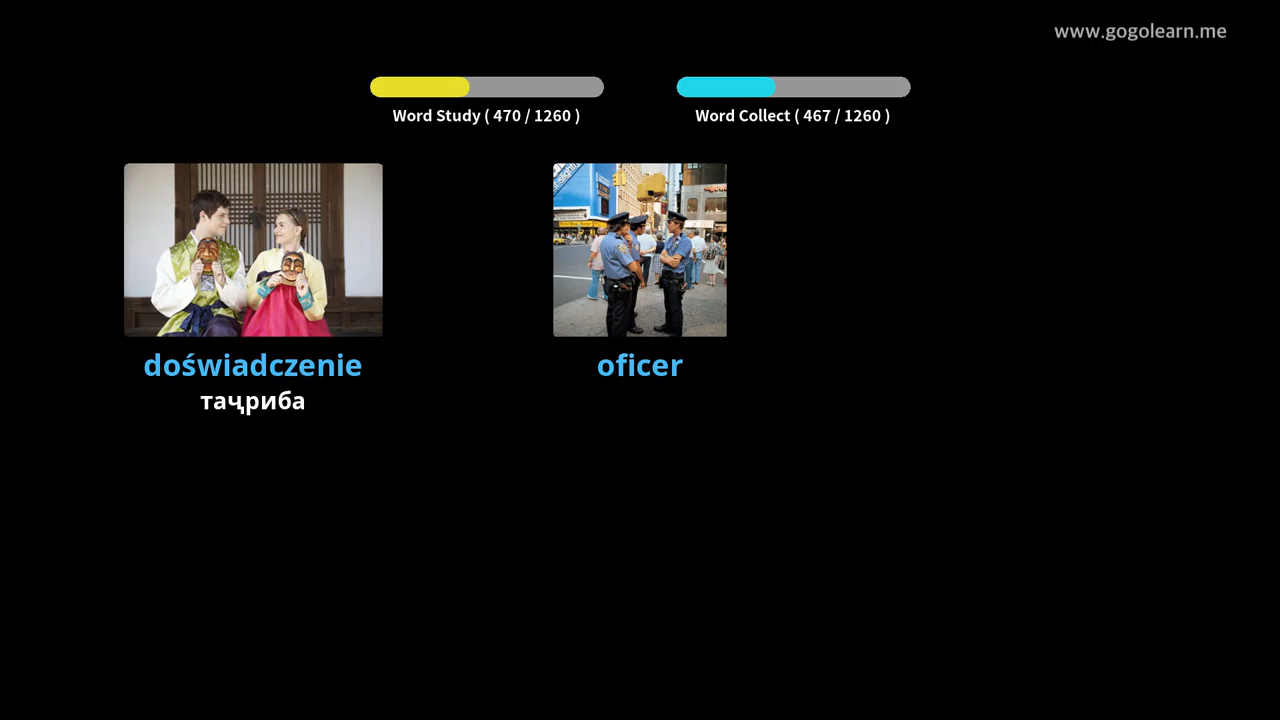 www.gogolearn.me
Word Study ( 470 / 1260 )
Word Collect ( 467 / 1260 )
doświadczenie
таҷриба
oficer